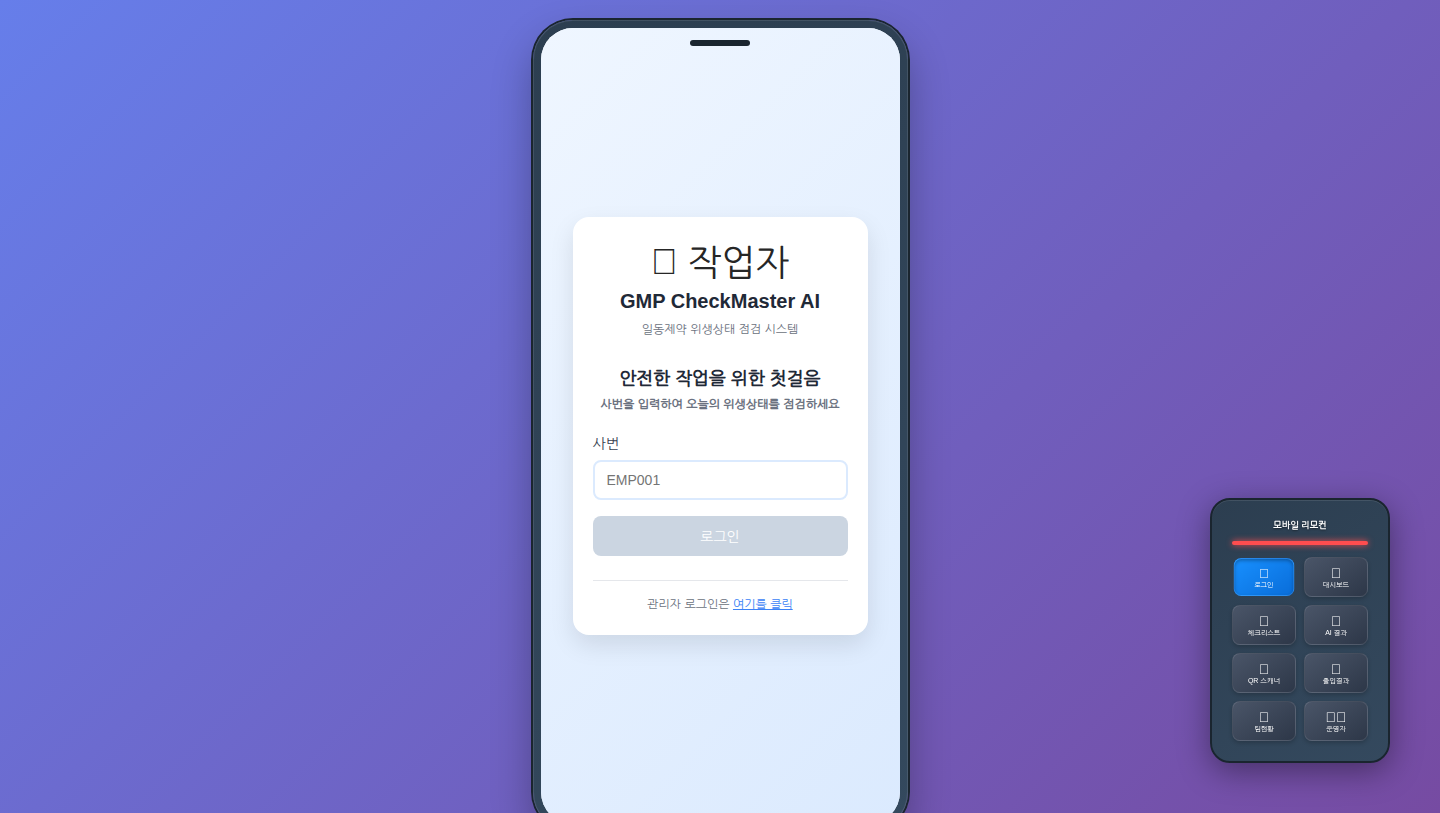 작업자
GMP CheckMaster AI
일동제약 위생상태 점검 시스템
안전한 작업을 위한 첫걸음
사번을 입력하여 오늘의 위생상태를 점검하세요
사번
EMP001
로그인
관리자 로그인은 여기를 클릭
모바일 리모컨
로그인
대시보드
체크리스트
AI 결과
QR 스캐너
출입결과
팀현황
운영자